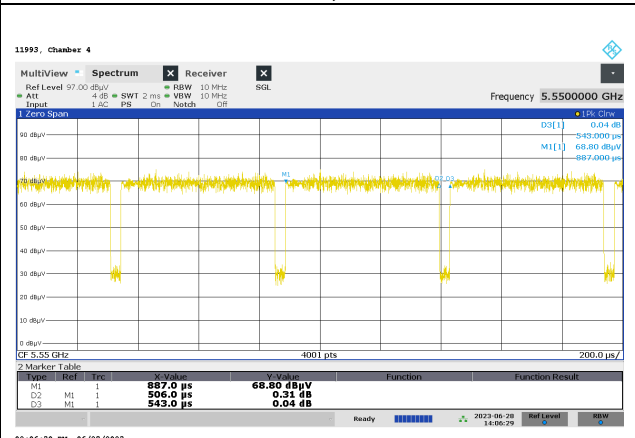 11993, Chamber 4
MultiView Spectrum X Receiver X
Ref Level 97.00 dBµV RBW 10 MHz SGL
Att 4 dB SWT 2 ms VBW 10 MHz
Input 1 AC PS On Notch Off
Frequency 5.5500000 GHz
1 Zero Span 1Pk Clrw
D3[1] 0.04 dB
543.000 µs
M1[1] 68.80 dBµV
887.000 µs
90 dBµV
80 dBµV
70 dBµV
M1
D2 D3
60 dBµV
50 dBµV
40 dBµV
30 dBµV
20 dBµV
10 dBµV
0 dBµV
CF 5.55 GHz 4001 pts 200.0 µs/
2 Marker Table
Type Ref Trc X-Value Y-Value Function Function Result
M1 1 887.0 µs 68.80 dBµV
D2 M1 1 506.0 µs 0.31 dB
D3 M1 1 543.0 µs 0.04 dB
Ready 2023-06-28 14:06:29 Ref Level RBW